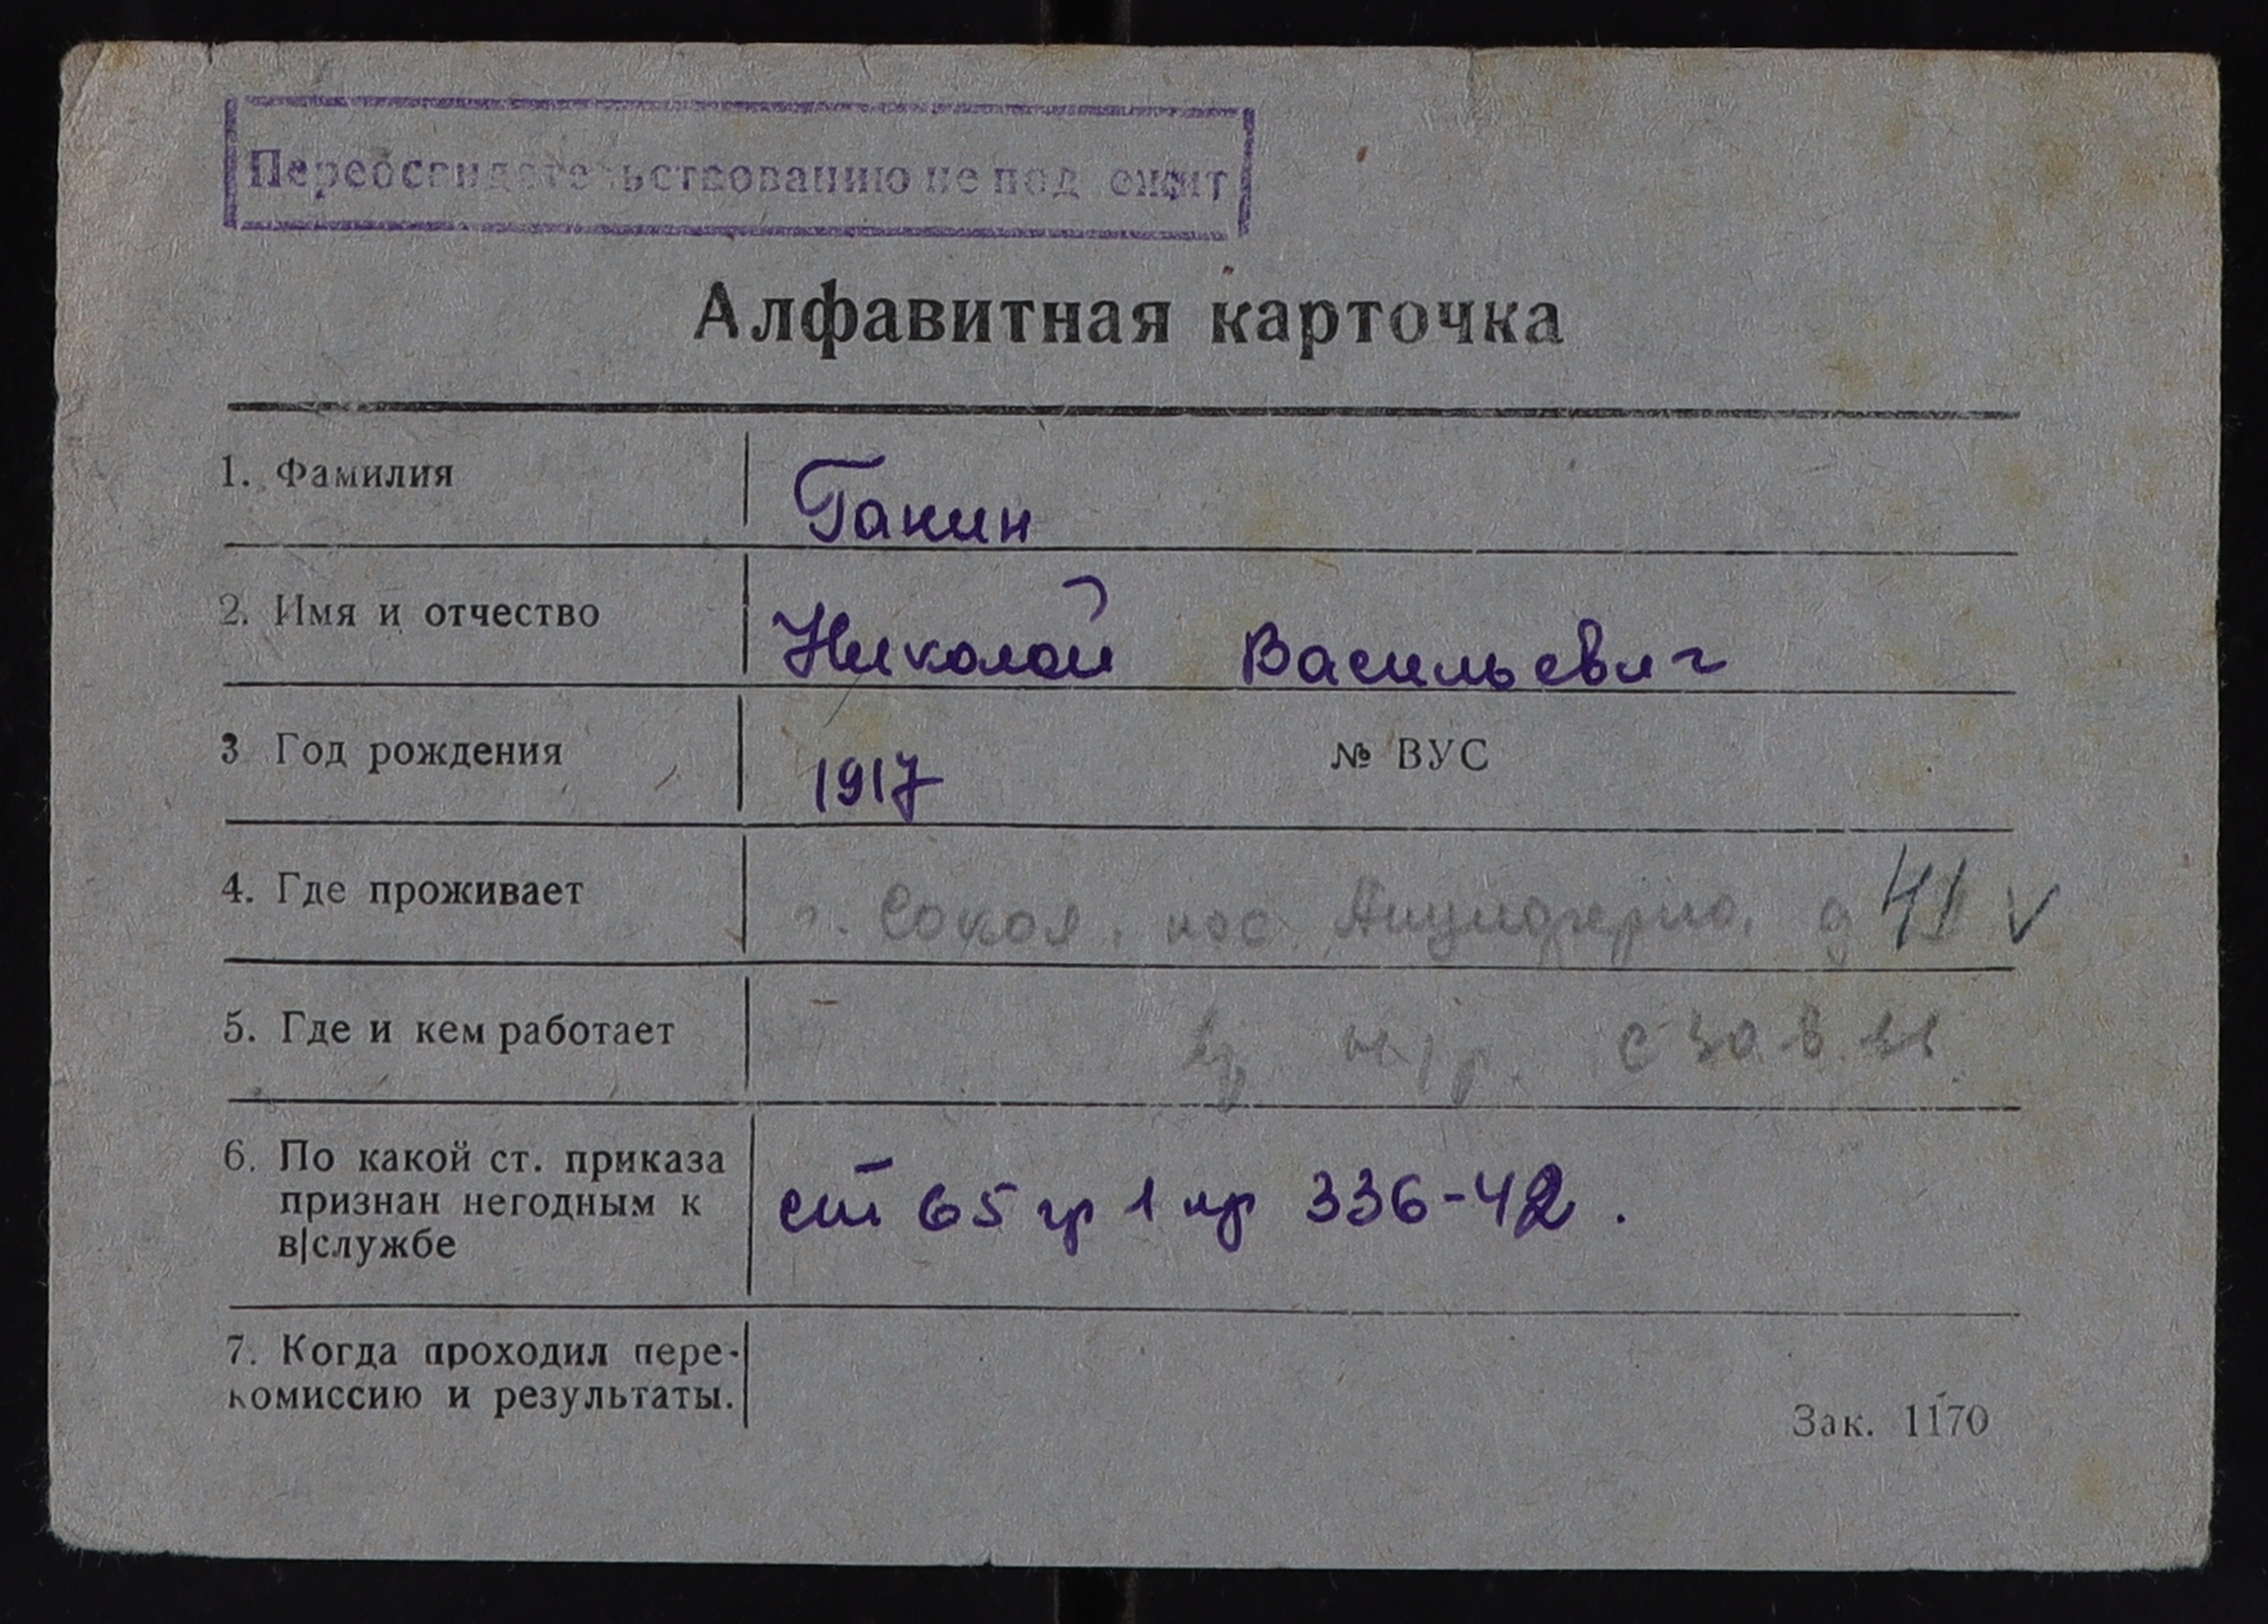 Переосвидетельствованию не подлежит
Алфавитная карточка
1. Фамилия Ганин
2. Имя и отчество Николай Васильевич
3 Год рождения 1917 № ВУС
4. Где проживает г. Сокол, пос. д 41 V
5. Где и кем работает
6. По какой ст. приказа
признан негодным к
в|службе
ст 65 гр 1 пр 336-42.
7. Когда проходил пере-
комиссию и результаты.
Зак. 1170